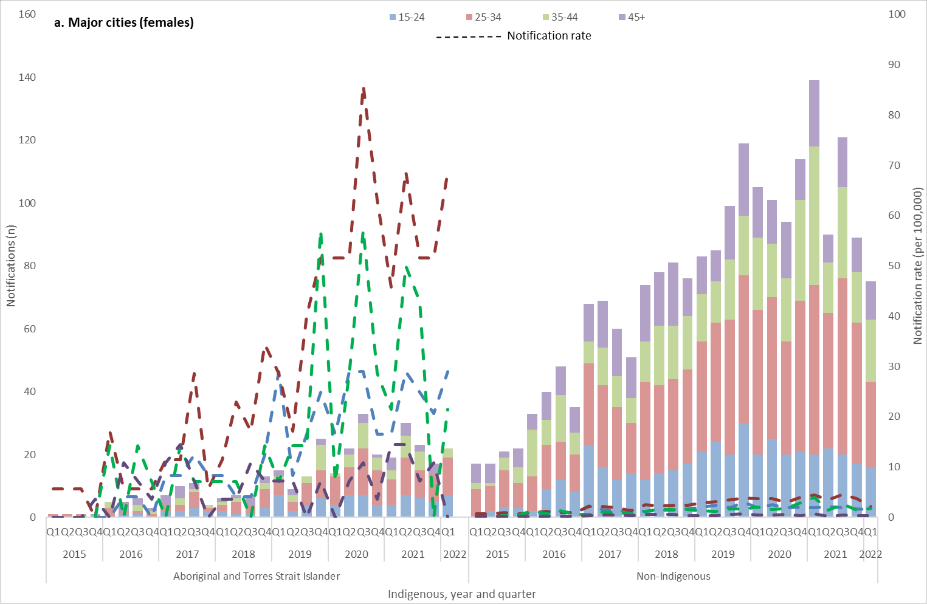 a. Major cities (females)
15-24 25-34 35-44 45+
Notification rate
160
140
120
100
80
60
40
20
0
Notifications (n)
100
90
80
70
60
50
40
30
20
10
0
Notification rate (per 100,000)
Q1Q2Q3Q4Q1Q2Q3Q4Q1Q2Q3Q4Q1Q2Q3Q4Q1Q2Q3Q4Q1Q2Q3Q4Q1Q2Q3Q4Q1 Q1Q2Q3Q4Q1Q2Q3Q4Q1Q2Q3Q4Q1Q2Q3Q4Q1Q2Q3Q4Q1Q2Q3Q4Q1Q2Q3Q4Q1
2015 2016 2017 2018 2019 2020 2021 2022 2015 2016 2017 2018 2019 2020 2021 2022
Aboriginal and Torres Strait Islander Non-Indigenous
Indigenous, year and quarter